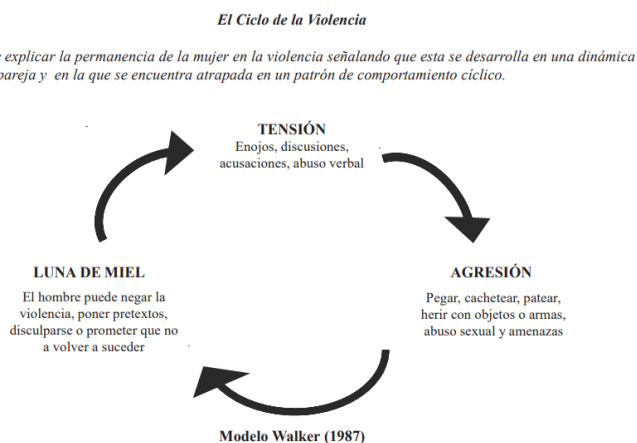 El Ciclo de la Violencia
explicar la permanencia de la mujer en la violencia señalando que esta se desarrolla en una dinámica
pareja y en la que se encuentra atrapada en un patrón de comportamiento cíclico.
TENSIÓN
Enojos, discusiones,
acusaciones, abuso verbal
LUNA DE MIEL
El hombre puede negar la
violencia, poner pretextos,
disculparse o prometer que no
a volver a suceder
AGRESIÓN
Pegar, cachetear, patear,
herir con objetos o armas,
abuso sexual y amenazas
Modelo Walker (1987)